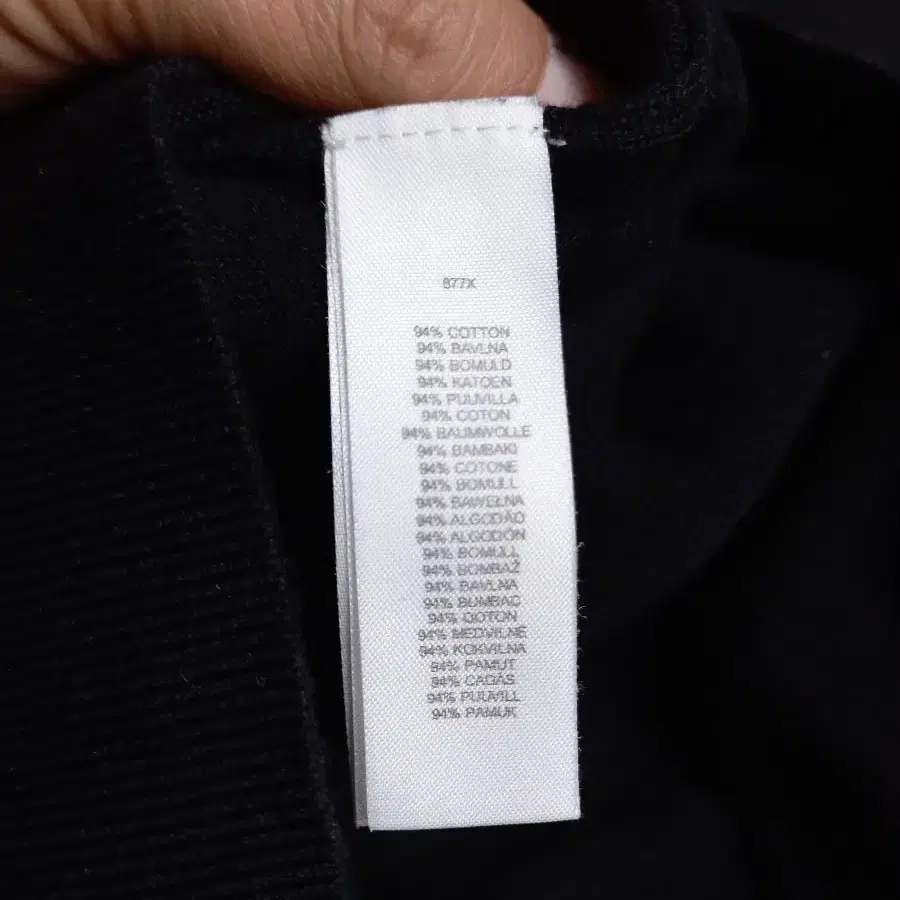 877X
94% COTTON
94% BAVLNA
94% BOMULD
94% KATOEN
94% PUUVILLA
94% COTON
94% BAUMWOLLE
94% BAMBAKI
94% COTONE
94% BOMULL
94% BAWEŁNA
94% ALGODÃO
94% ALGODÓN
94% BOMULL
94% BOMBAŽ
94% BAVLNA
94% BUMBAC
94% COTON
94% MEDVILNĖ
94% KOKVILNA
94% PAMUT
94% CADÁS
94% PUUVILL
94% PAMUK